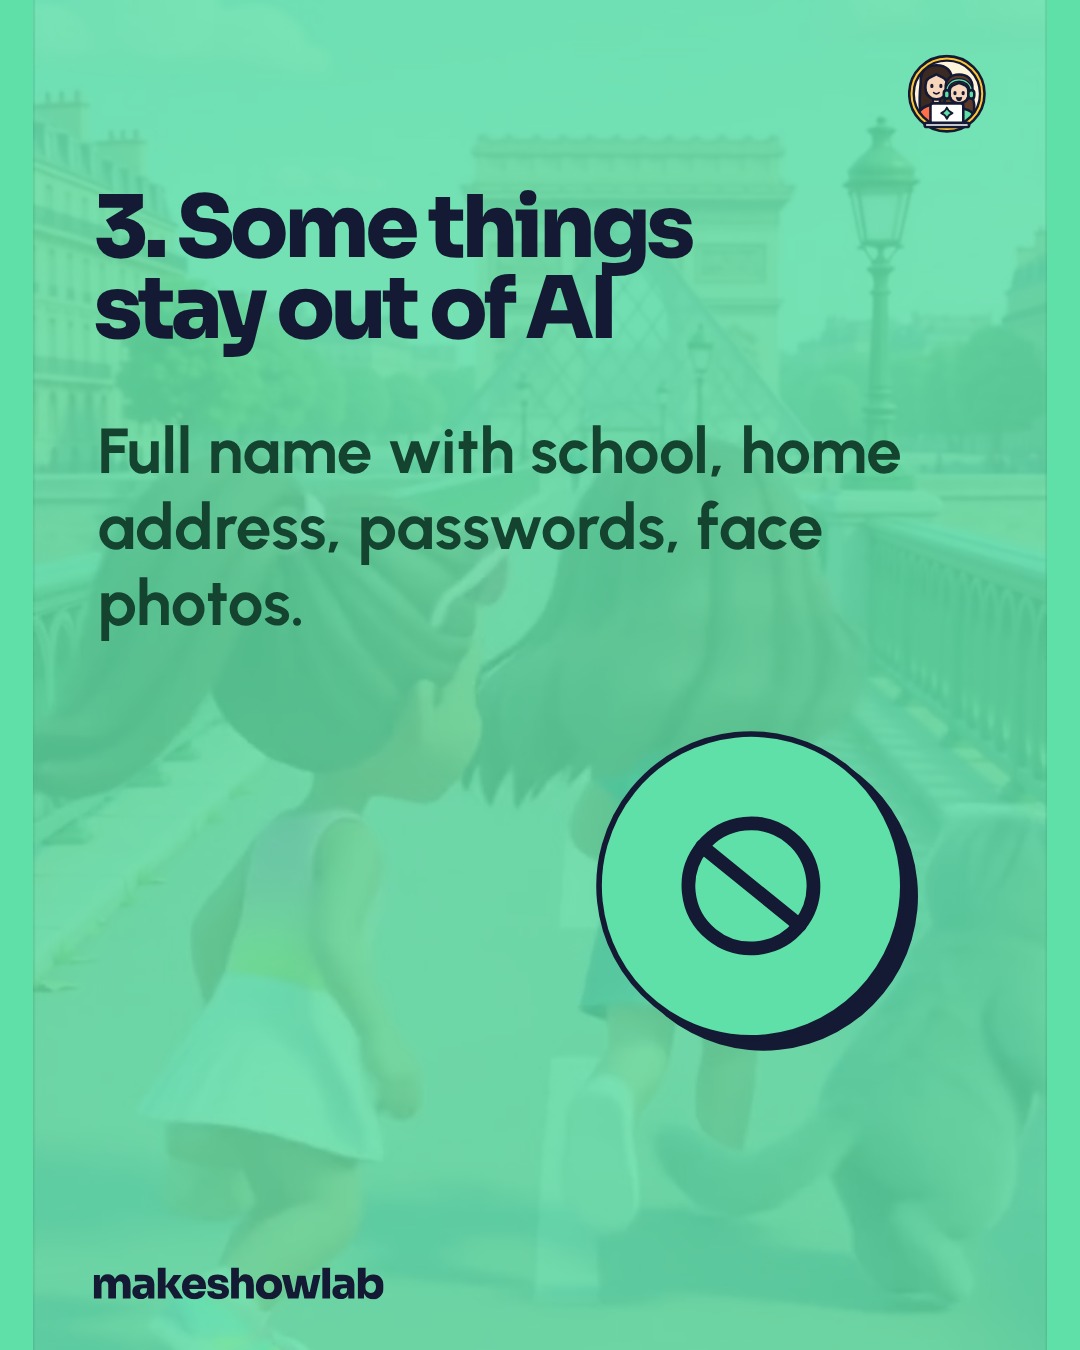 3. Some things
stay out of AI
Full name with school, home
address, passwords, face
photos.
makeshowlab